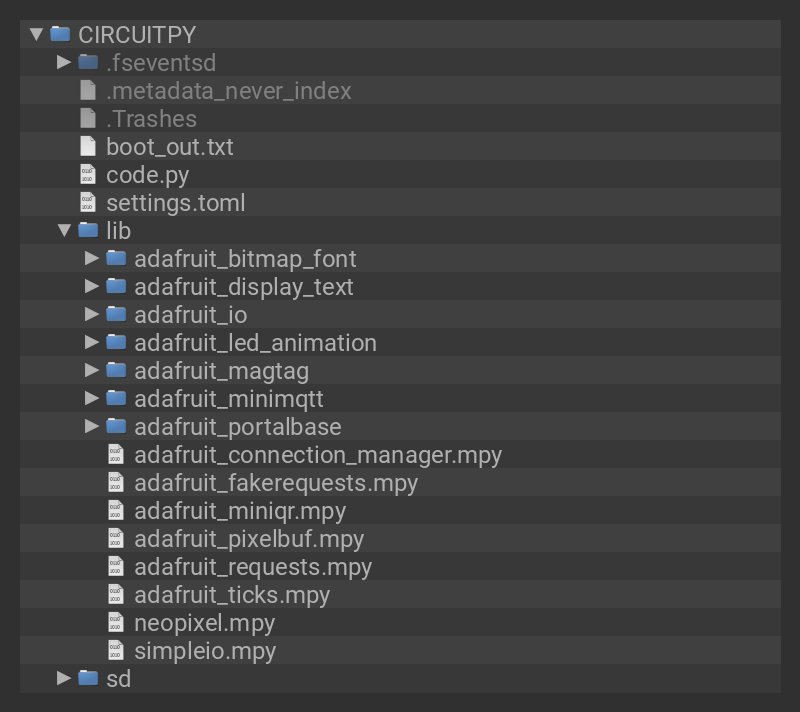 CIRCUITPY
.fseventsd
.metadata_never_index
.Trashes
boot_out.txt
code.py
settings.toml
lib
adafruit_bitmap_font
adafruit_display_text
adafruit_io
adafruit_led_animation
adafruit_magtag
adafruit_minimqtt
adafruit_portalbase
adafruit_connection_manager.mpy
adafruit_fakerequests.mpy
adafruit_miniqr.mpy
adafruit_pixelbuf.mpy
adafruit_requests.mpy
adafruit_ticks.mpy
neopixel.mpy
simpleio.mpy
sd